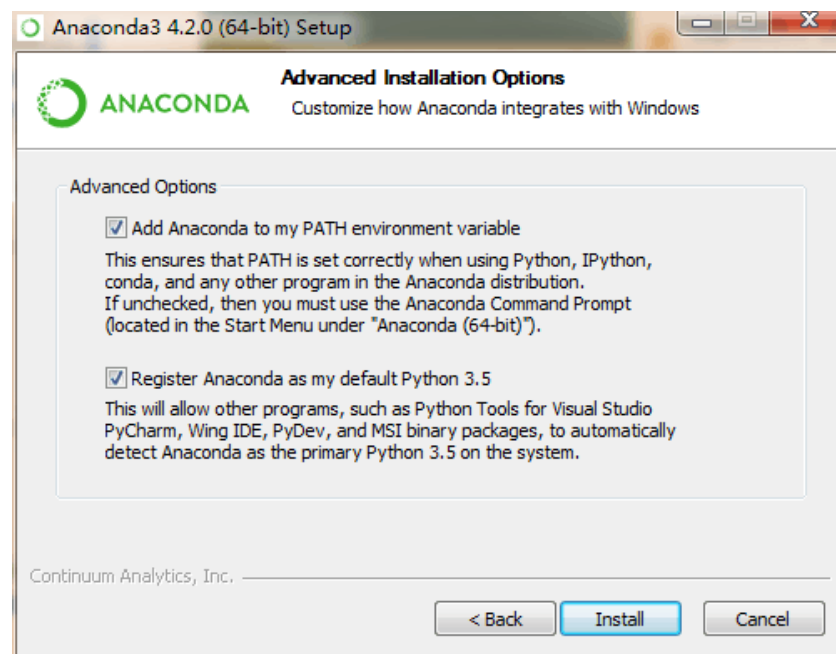 Anaconda3 4.2.0 (64-bit) Setup
Advanced Installation Options
ANACONDA
Customize how Anaconda integrates with Windows
Advanced Options
Add Anaconda to my PATH environment variable
This ensures that PATH is set correctly when using Python, IPython,
conda, and any other program in the Anaconda distribution.
If unchecked, then you must use the Anaconda Command Prompt
(located in the Start Menu under "Anaconda (64-bit)").
Register Anaconda as my default Python 3.5
This will allow other programs, such as Python Tools for Visual Studio
PyCharm, Wing IDE, PyDev, and MSI binary packages, to automatically
detect Anaconda as the primary Python 3.5 on the system.
Continuum Analytics, Inc.
< Back
Install
Cancel